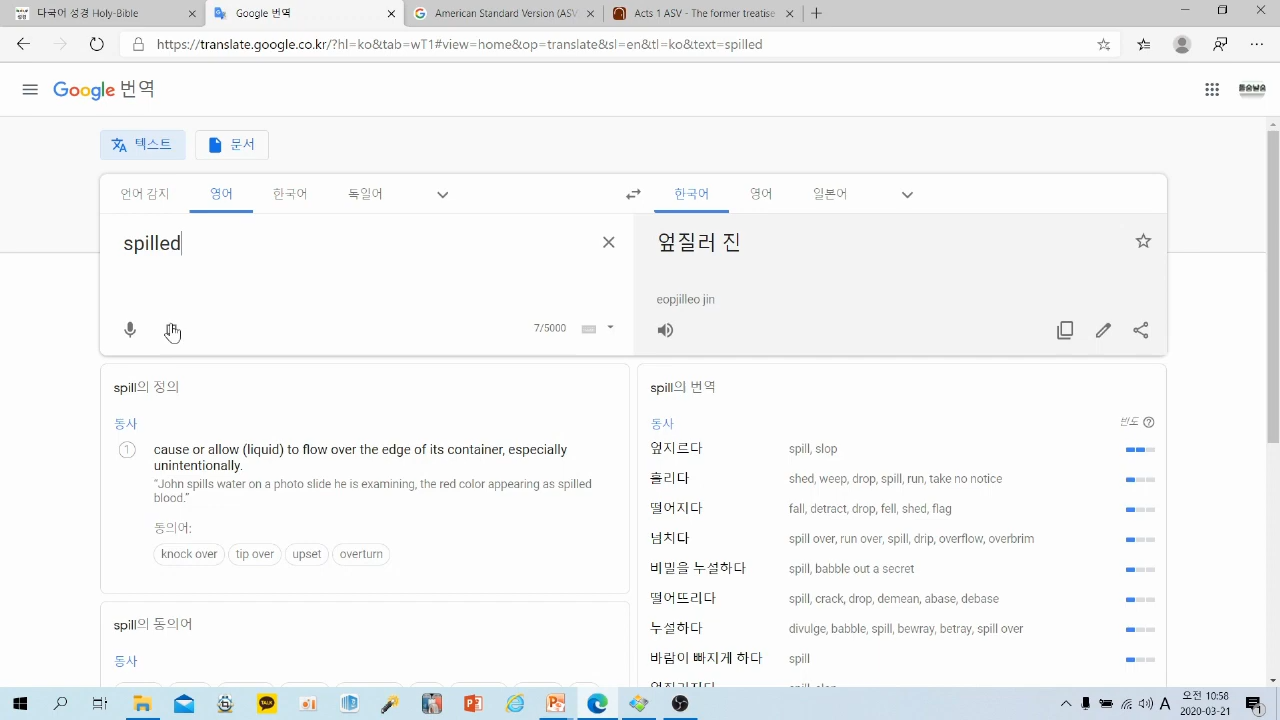 다국어 성경 Holy-Bible
Google 번역
American Standard Version (ASV
Acts 1 ASV - The former treatise
https://translate.google.co.kr/?hl=ko&tab=wT1#view=home&op=translate&sl=en&tl=ko&text=spilled
Google 번역
텍스트 문서
언어 감지 영어 한국어 독일어 한국어 영어 일본어
spilled
엎질러 진
eopjilleo jin
7/5000
spill의 정의
동사
1 cause or allow (liquid) to flow over the edge of its container, especially
unintentionally.
“John spills water on a photo slide he is examining, the red color appearing as spilled
blood.”
동의어:
knock over tip over upset overturn
spill의 동의어
동사
spill의 번역
동사 빈도
엎지르다 spill, slop
흘리다 shed, weep, drop, spill, run, take no notice
떨어지다 fall, detract, drop, fell, shed, flag
넘치다 spill over, run over, spill, drip, overflow, overbrim
비밀을 누설하다 spill, babble out a secret
떨어뜨리다 spill, crack, drop, demean, abase, debase
누설하다 divulge, babble, spill, bewray, betray, spill over
바람이 빠지게 하다 spill
TALK
A 오전 10:58
2020-03-21